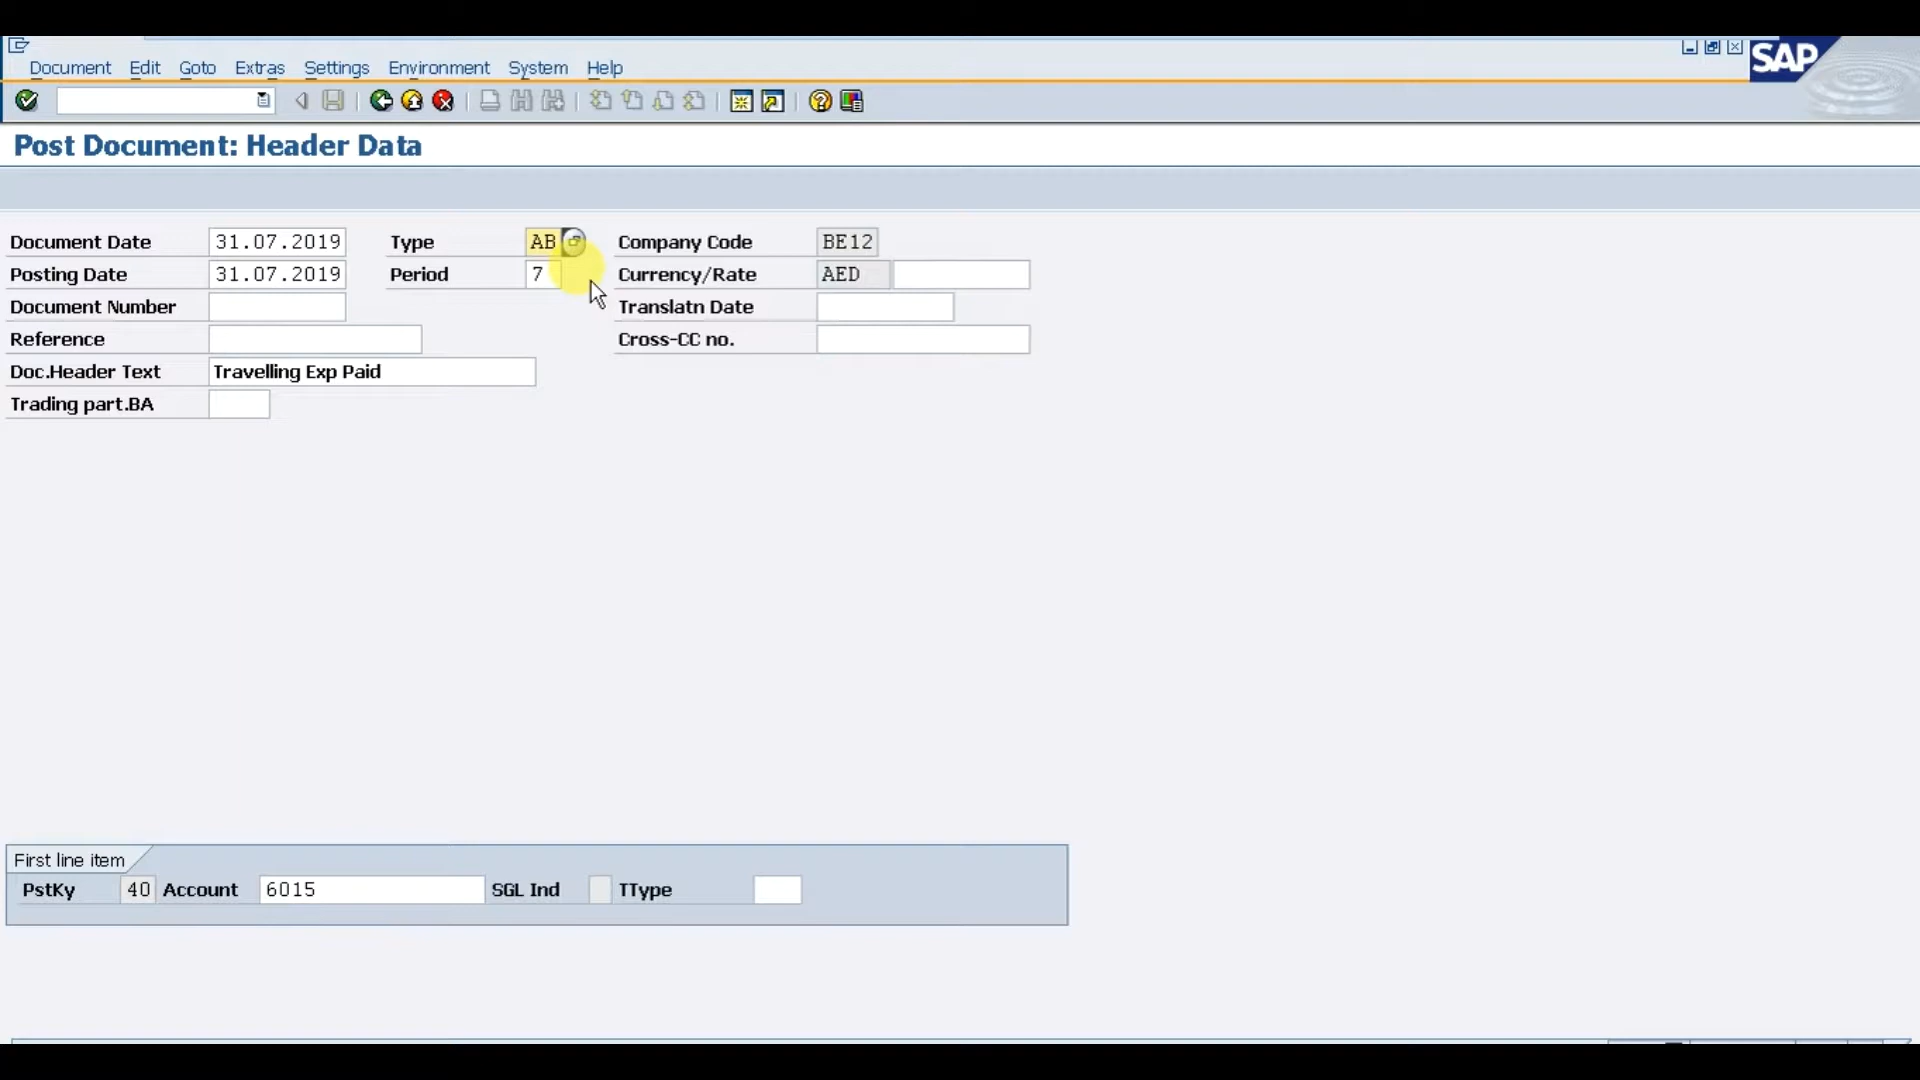 Document Edit Goto Extras Settings Environment System Help
SAP
Post Document: Header Data
Document Date 31.07.2019 Type AB Company Code BE12
Posting Date 31.07.2019 Period 7 Currency/Rate AED
Document Number Translatn Date
Reference Cross-CC no.
Doc.Header Text Travelling Exp Paid
Trading part.BA
First line item
PstKy 40 Account 6015 SGL Ind TType